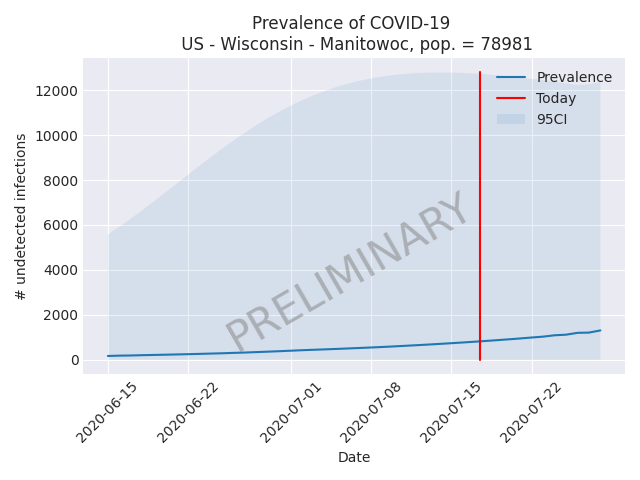 Prevalence of COVID-19
US - Wisconsin - Manitowoc, pop. = 78981
Prevalence
Today
95CI
12000
10000
8000
6000
4000
2000
0
# undetected infections
PRELIMINARY
2020-06-15
2020-06-22
2020-07-01
2020-07-08
2020-07-15
2020-07-22
Date